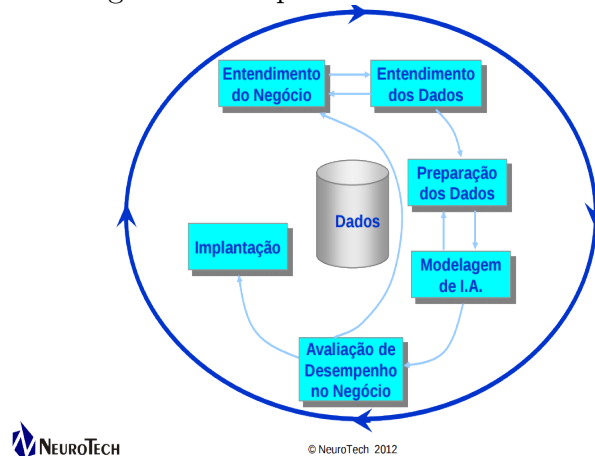 Entendimento
do Negócio
Entendimento
dos Dados
Preparação
dos Dados
Dados
Implantação
Modelagem
de I.A.
Avaliação de
Desempenho
no Negócio
NEUROTECH
© NeuroTech 2012